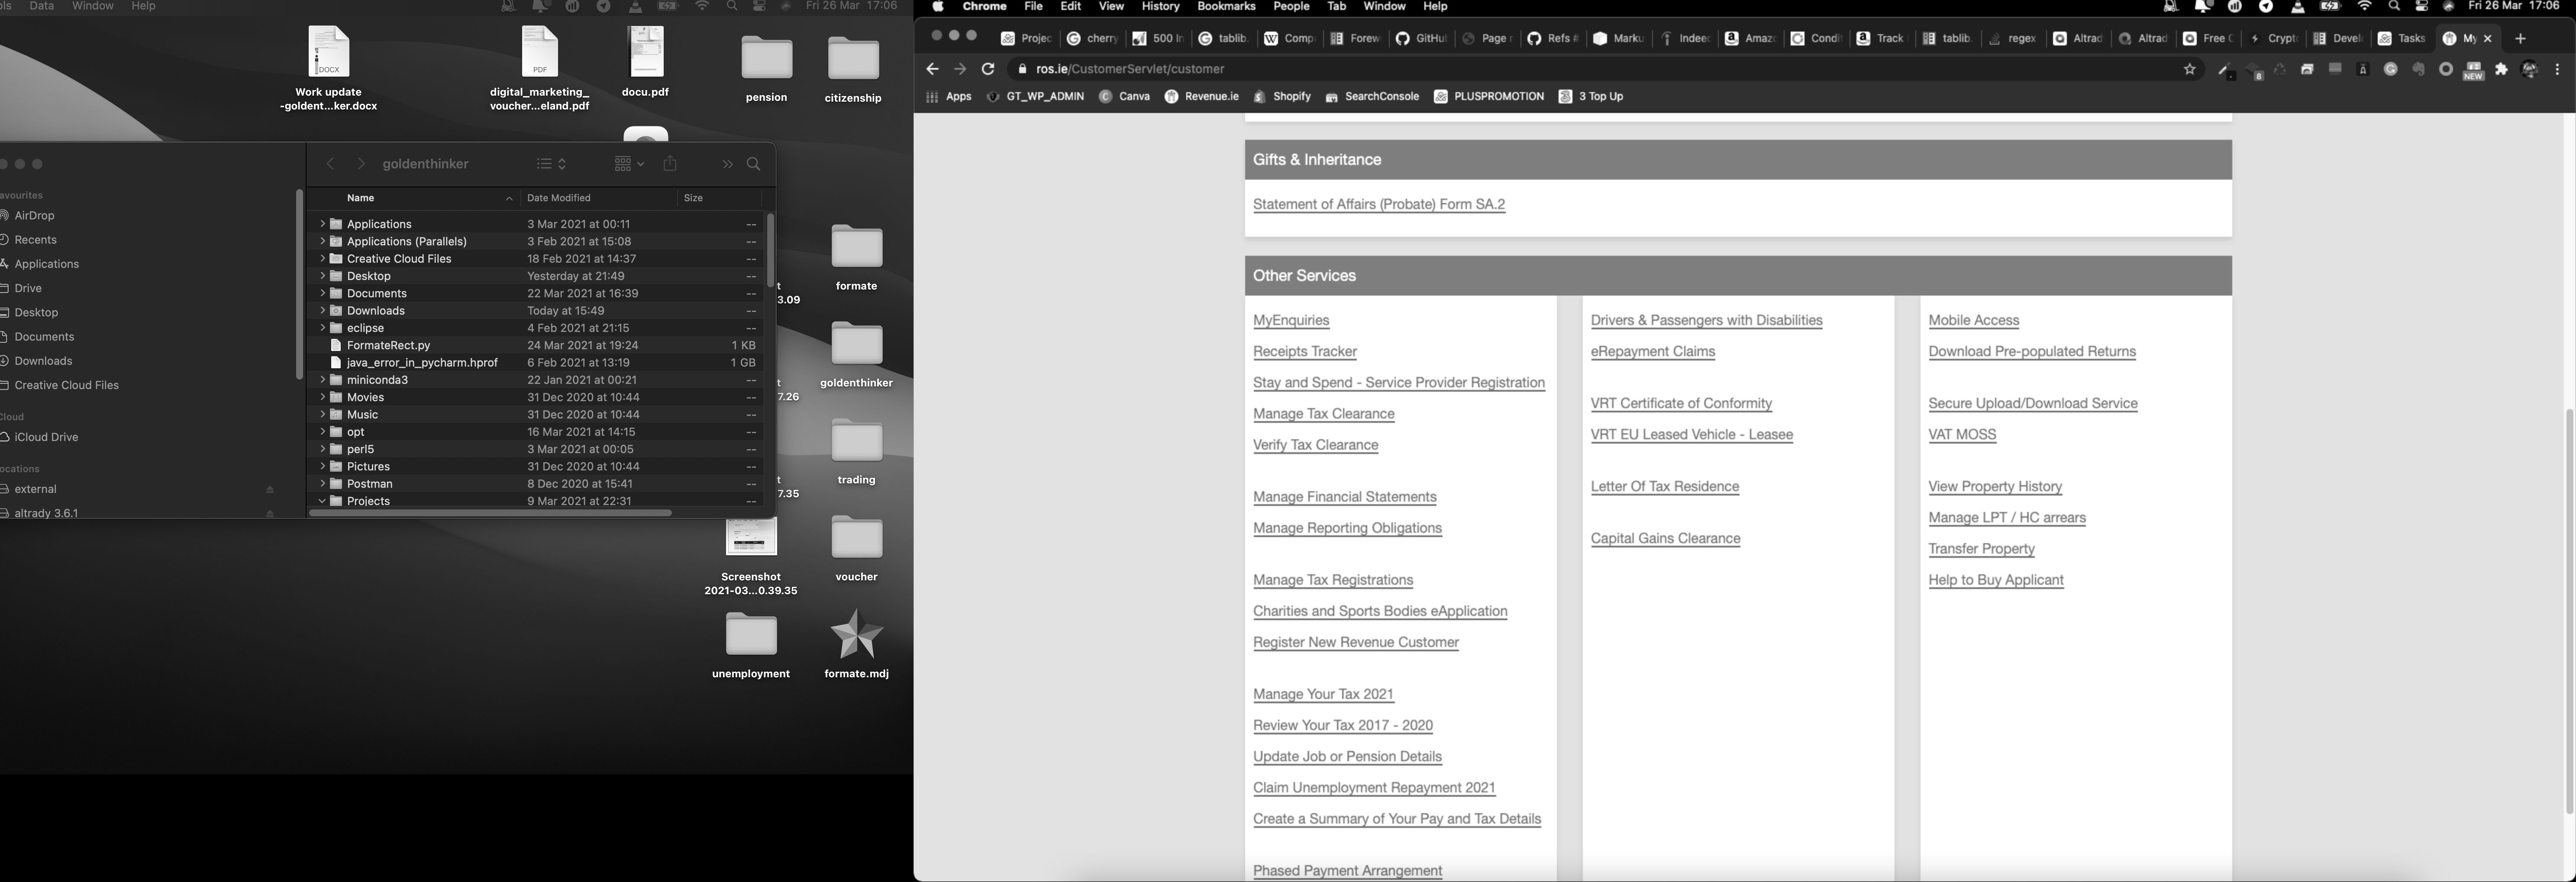 ols Data Window Help Fri 26 Mar 17:06
DOCX
Work update
-goldent...ker.docx
PDF
digital_marketing_
voucher...eland.pdf
docu.pdf
pension
citizenship
goldenthinker
Name Date Modified Size
Applications 3 Mar 2021 at 00:11 --
Applications (Parallels) 3 Feb 2021 at 15:08 --
Creative Cloud Files 18 Feb 2021 at 14:37 --
Desktop Yesterday at 21:49 --
Documents 22 Mar 2021 at 16:39 --
Downloads Today at 15:49 --
eclipse 4 Feb 2021 at 21:15 --
FormateRect.py 24 Mar 2021 at 19:24 1 KB
java_error_in_pycharm.hprof 6 Feb 2021 at 13:19 1 GB
miniconda3 22 Jan 2021 at 00:21 --
Movies 31 Dec 2020 at 10:44 --
Music 31 Dec 2020 at 10:44 --
opt 16 Mar 2021 at 14:15 --
perl5 3 Mar 2021 at 00:05 --
Pictures 31 Dec 2020 at 10:44 --
Postman 8 Dec 2020 at 15:41 --
Projects 9 Mar 2021 at 22:31 --
avourites
AirDrop
Recents
Applications
Drive
Desktop
Documents
Downloads
Creative Cloud Files
Cloud
iCloud Drive
ocations
external
altrady 3.6.1
t
3.09
t
7.26
t
7.35
formate
goldenthinker
trading
voucher
Screenshot
2021-03...0.39.35
unemployment
formate.mdj
Chrome File Edit View History Bookmarks People Tab Window Help Fri 26 Mar 17:06
Projec cherry 500 In tablib. Comp Forew GitHu Page r Refs # Marku Indeed Amazo Condit Track tablib. regex Altrad Altrad Free C Crypto Develo Tasks My
ros.ie/CustomerServlet/customer
8 NEW
Apps GT_WP_ADMIN Canva Revenue.ie Shopify SearchConsole PLUSPROMOTION 3 Top Up
Gifts & Inheritance
Statement of Affairs (Probate) Form SA.2
Other Services
MyEnquiries
Receipts Tracker
Stay and Spend - Service Provider Registration
Manage Tax Clearance
Verify Tax Clearance
Manage Financial Statements
Manage Reporting Obligations
Manage Tax Registrations
Charities and Sports Bodies eApplication
Register New Revenue Customer
Manage Your Tax 2021
Review Your Tax 2017 - 2020
Update Job or Pension Details
Claim Unemployment Repayment 2021
Create a Summary of Your Pay and Tax Details
Phased Payment Arrangement
Drivers & Passengers with Disabilities
eRepayment Claims
VRT Certificate of Conformity
VRT EU Leased Vehicle - Leasee
Letter Of Tax Residence
Capital Gains Clearance
Mobile Access
Download Pre-populated Returns
Secure Upload/Download Service
VAT MOSS
View Property History
Manage LPT / HC arrears
Transfer Property
Help to Buy Applicant